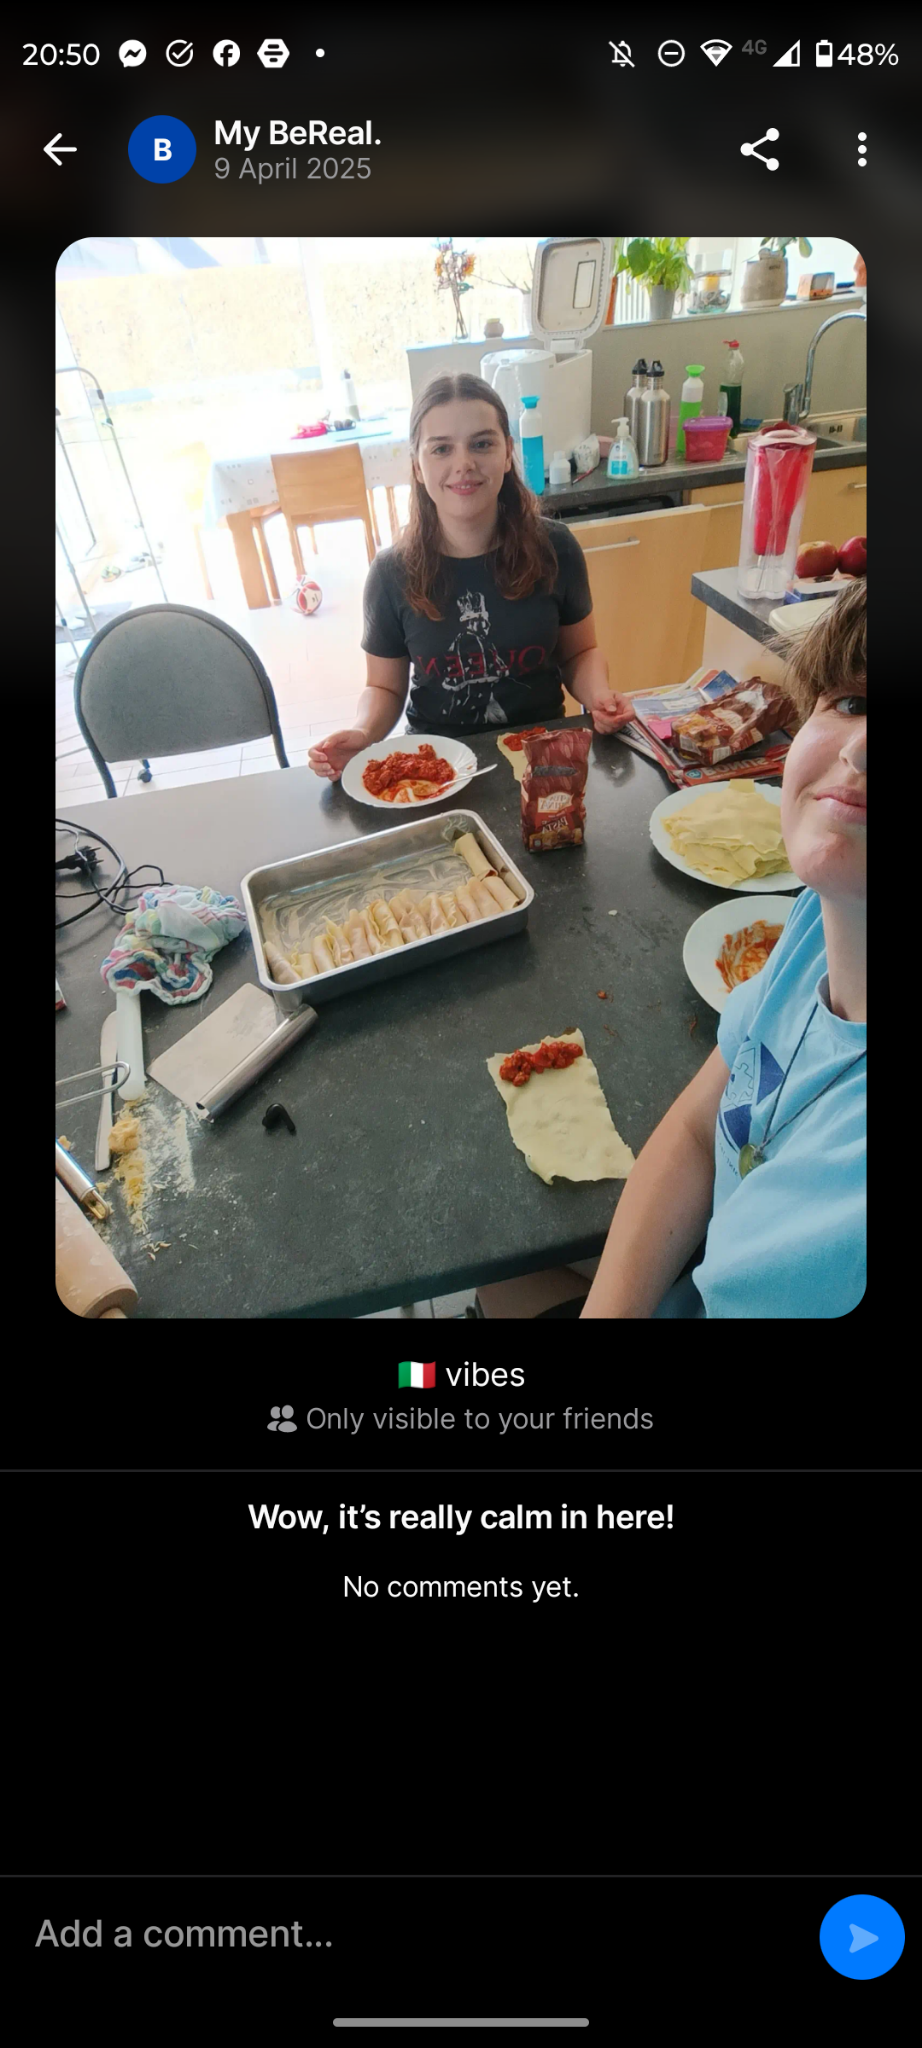 20:50
4G
48%
B
My BeReal.
9 April 2025
QUEEN
PASTA
🇮🇹 vibes
Only visible to your friends
Wow, it's really calm in here!
No comments yet.
Add a comment...